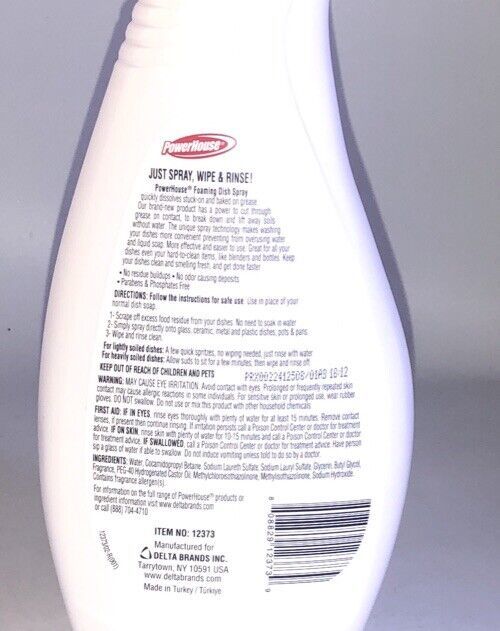 PowerHouse®
JUST SPRAY, WIPE & RINSE!
PowerHouse® Foaming Dish Spray
quickly dissolves stuck-on and baked on grease.
Our brand-new product has a power to cut through
grease on contact, to break down and lift away soils
without water. The unique spray technology makes washing
your dishes more convenient preventing from overusing water
and liquid soap. More effective and easier to use. Great for all your
dishes even your hard-to-clean items, like blenders and bottles. Keep
your dishes clean and smelling fresh, and get done faster
• No residue buildups • No odor causing deposits
• Parabens & Phosphates Free
DIRECTIONS: Follow the instructions for safe use. Use in place of your
normal dish soap.
1- Scrape off excess food residue from your dishes. No need to soak in water
2- Simply spray directly onto glass, ceramic, metal and plastic dishes, pots & pans.
3- Wipe and rinse clean.
For lightly soiled dishes: A few quick spritzes, no wiping needed, just rinse with water
For heavily soiled dishes: Allow suds to sit for a few minutes, then wipe and rinse off.
KEEP OUT OF REACH OF CHILDREN AND PETS
WARNING: MAY CAUSE EYE IRRITATION. Avoid contact with eyes. Prolonged or frequently repeated skin
contact may cause allergic reactions in some individuals. For sensitive skin or prolonged use, wear rubber
gloves. DO NOT swallow. Do not use or mix this product with other household chemicals.
FIRST AID: IF IN EYES, rinse eyes thoroughly with plenty of water for at least 15 minutes. Remove contact
lenses, if present then continue rinsing. If irritation persists call a Poison Control Center or doctor for treatment
advice. IF ON SKIN, rinse skin with plenty of water for 10-15 minutes and call a Poison Control Center or doctor
for treatment advice. IF SWALLOWED, call a Poison Control Center or doctor for treatment advice. Have person
sip a glass of water if able to swallow. Do not induce vomiting unless told to do so by a doctor.
INGREDIENTS: Water, Cocamidopropyl Betaine, Sodium Laureth Sulfate, Sodium Lauryl Sulfate, Glycerin, Butyl Glycol,
Fragrance, PEG-40 Hydrogenated Castor Oil, Methylchloroisothiazolinone, Methylisothiazolinone, Sodium Hydroxide.
Contains fragrance allergen(s).
For information on the full range of PowerHouse® products or
ingredient information visit www.deltabrands.com
or call (888) 704-4710
ITEM NO: 12373
Manufactured for
DELTA BRANDS INC.
Tarrytown, NY 10591 USA
www.deltabrands.com
Made in Turkey / Türkiye
8 08829 12373 9